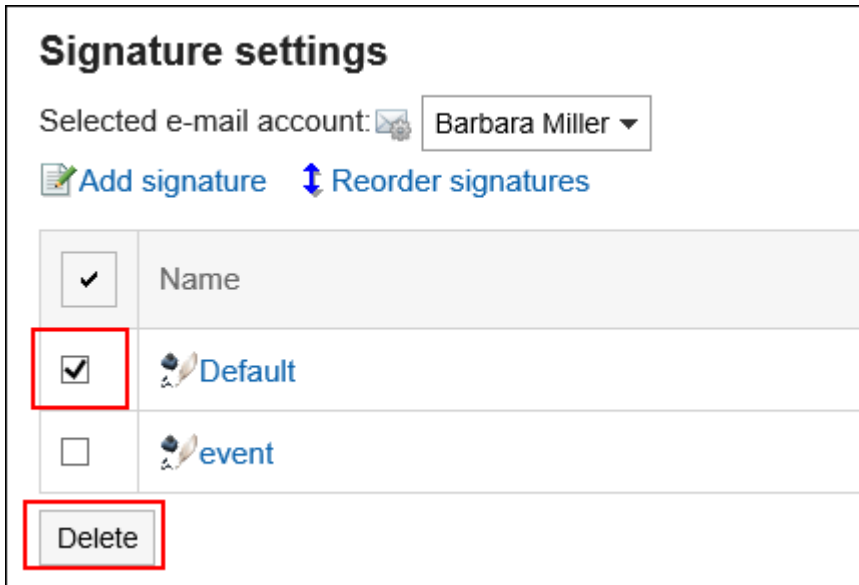 Signature settings
Selected e-mail account: Barbara Miller
Add signature Reorder signatures
Name
Default
event
Delete